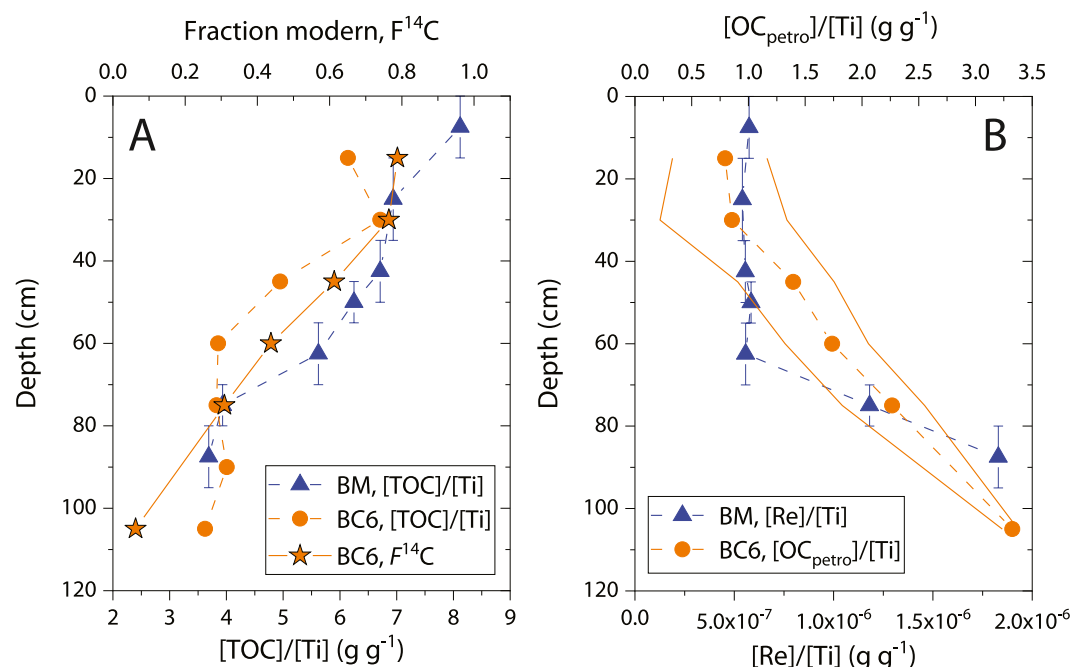 Fraction modern, F¹⁴C
0.0 0.2 0.4 0.6 0.8 1.0
A
Depth (cm)
0
20
40
60
80
100
120
BM, [TOC]/[Ti]
BC6, [TOC]/[Ti]
BC6, F¹⁴C
2 3 4 5 6 7 8 9
[TOC]/[Ti] (g g⁻¹)
[OCpetro]/[Ti] (g g⁻¹)
0.0 0.5 1.0 1.5 2.0 2.5 3.0 3.5
B
Depth (cm)
0
20
40
60
80
100
120
BM, [Re]/[Ti]
BC6, [OCpetro]/[Ti]
0.0 5.0x10⁻⁷ 1.0x10⁻⁶ 1.5x10⁻⁶ 2.0x10⁻⁶
[Re]/[Ti] (g g⁻¹)